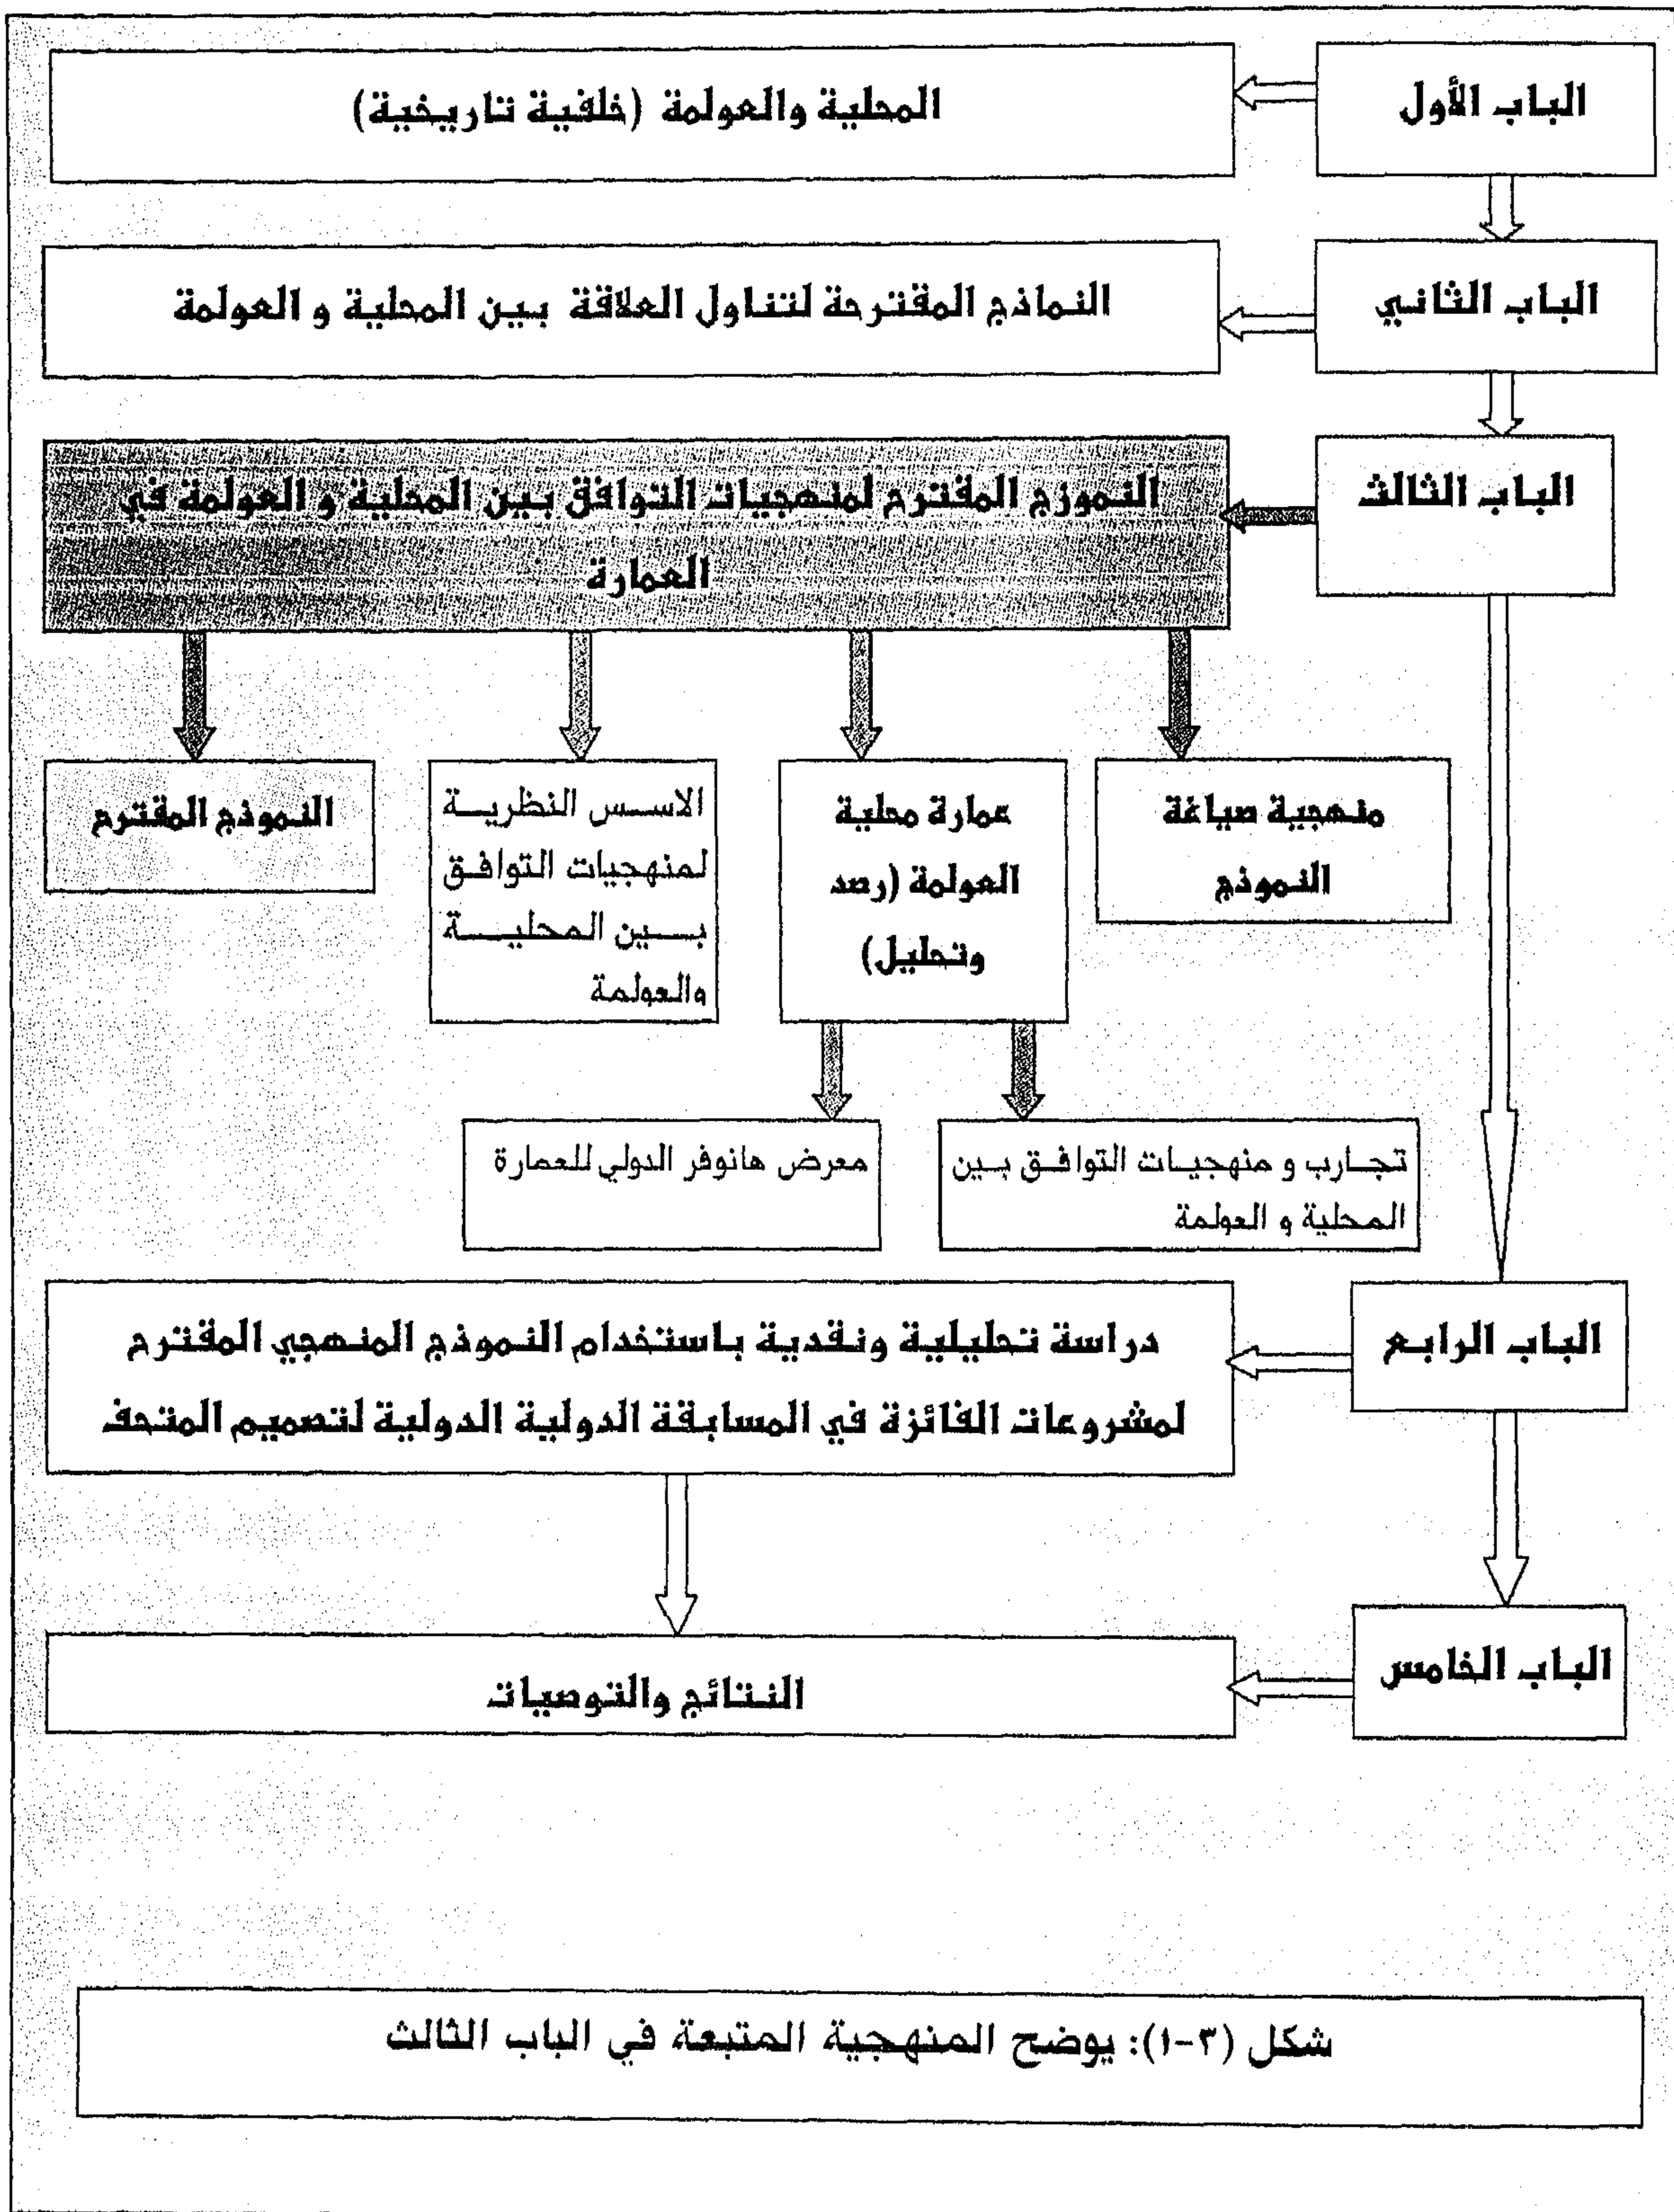 الباب الأول
المحلية والعولمة (خلفية تاريخية)
الباب الثاني
النماذج المقترحة لتناول العلاقة بين المحلية و العولمة
الباب الثالث
النموزج المقترح لمنهجيات التوافق بين المحلية و العولمة في
العمارة
منهجية صياغة
النموذج
عمارة محلية
العولمة (رصد
وتحليل)
الاسس النظرية
لمنهجيات التوافق
بين المحلية
والعولمة
النموذج المقترح
تجارب و منهجيات التوافق بين
المحلية و العولمة
معرض هانوفر الدولي للعمارة
الباب الرابع
دراسة تحليلية ونقدية باستخدام النموذج المنهجي المقترح
لمشروعات الفائزة في المسابقة الدولية الدولية لتصميم المتحف
الباب الخامس
النتائج والتوصيات
شكل (٣-١): يوضح المنهجية المتبعة في الباب الثالث